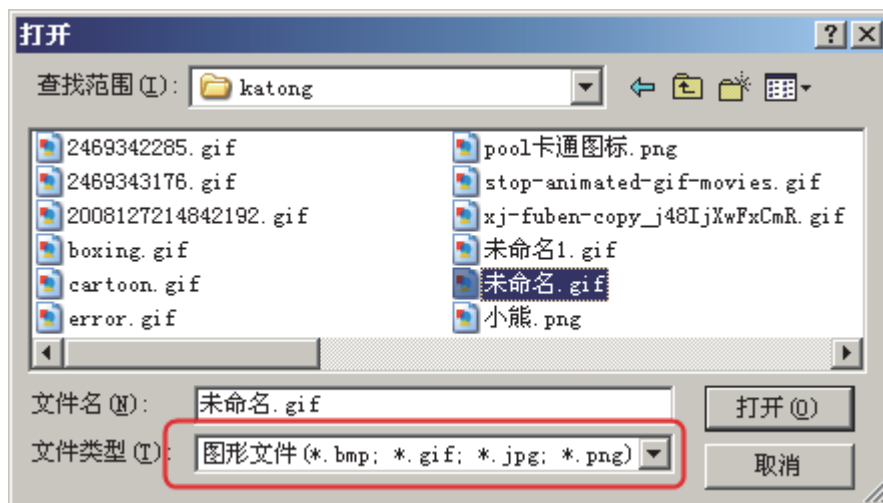 打开
查找范围(I): katong
2469342285.gif
2469343176.gif
2008127214842192.gif
boxing.gif
cartoon.gif
error.gif
pool卡通图标.png
stop-animated-gif-movies.gif
xj-fuben-copy_j48IjXwFxCmR.gif
未命名1.gif
未命名.gif
小熊.png
文件名(N): 未命名.gif 打开(O)
文件类型(T): 图形文件(*.bmp; *.gif; *.jpg; *.png) 取消